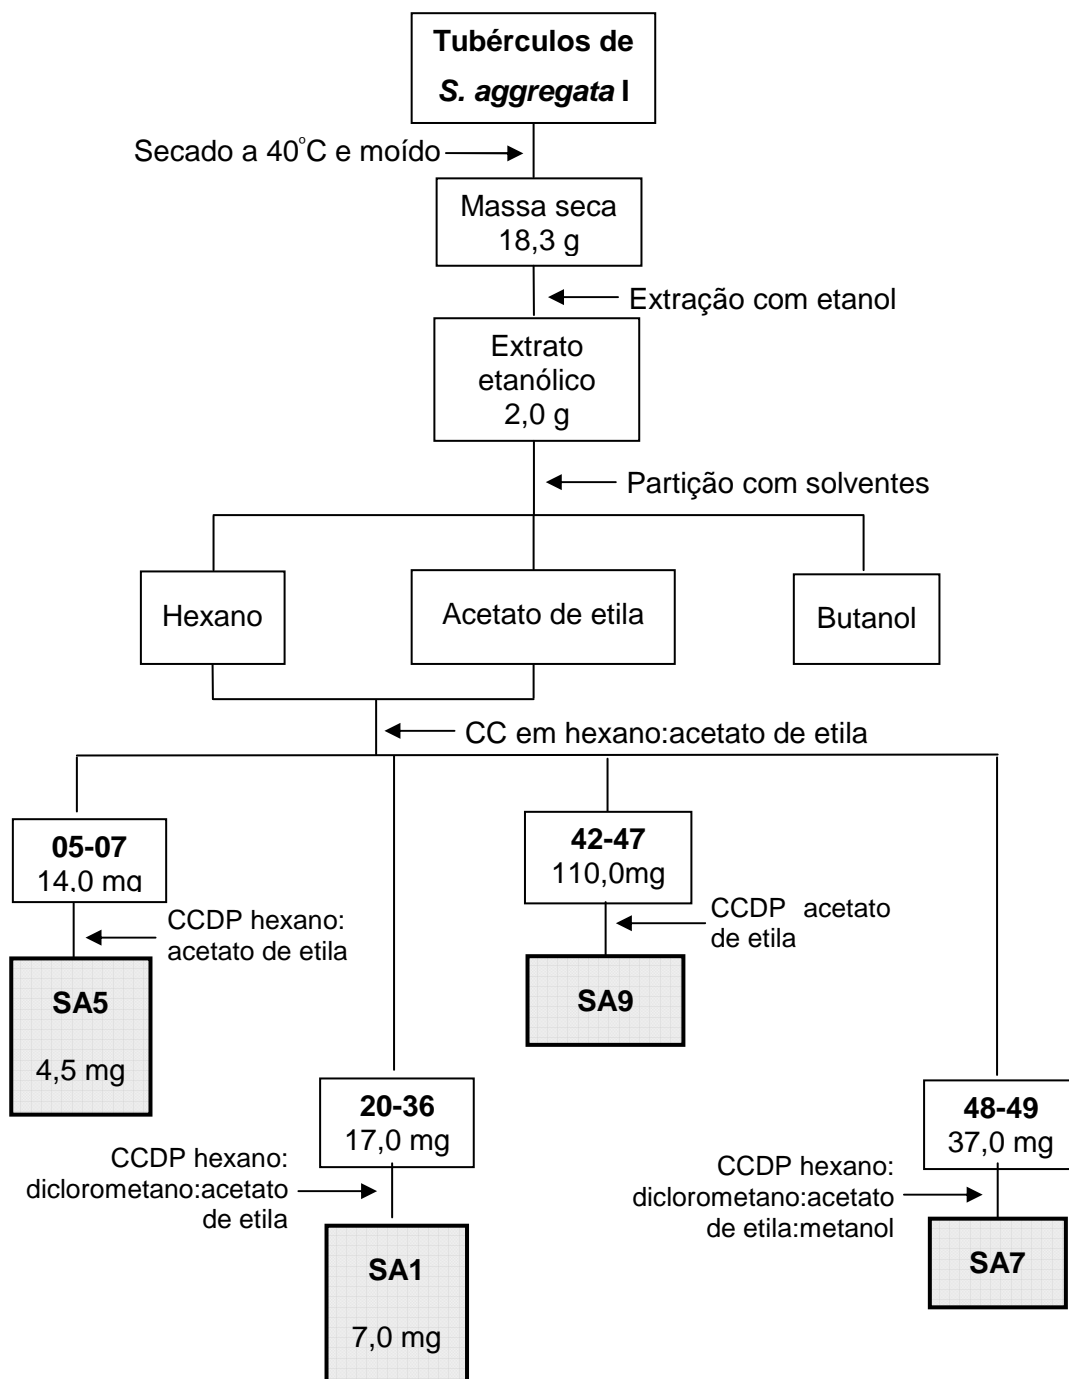 Tubérculos de
S. aggregata I
Secado a 40°C e moído
Massa seca
18,3 g
Extração com etanol
Extrato
etanólico
2,0 g
Partição com solventes
Hexano
Acetato de etila
Butanol
CC em hexano:acetato de etila
05-07
14,0 mg
42-47
110,0mg
CCDP hexano:
acetato de etila
CCDP acetato
de etila
SA5
4,5 mg
SA9
20-36
17,0 mg
48-49
37,0 mg
CCDP hexano:
diclorometano:acetato
de etila
CCDP hexano:
diclorometano:acetato
de etila:metanol
SA1
7,0 mg
SA7